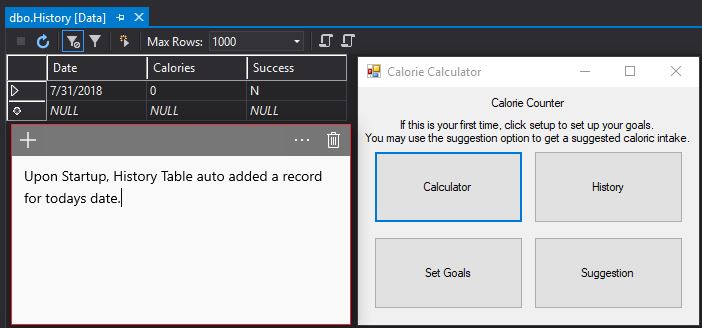 dbo.History [Data]
Max Rows: 1000
Date Calories Success
7/31/2018 0 N
NULL NULL NULL
Upon Startup, History Table auto added a record
for todays date.
Calorie Calculator
Calorie Counter
If this is your first time, click setup to set up your goals.
You may use the suggestion option to get a suggested caloric intake.
Calculator
History
Set Goals
Suggestion